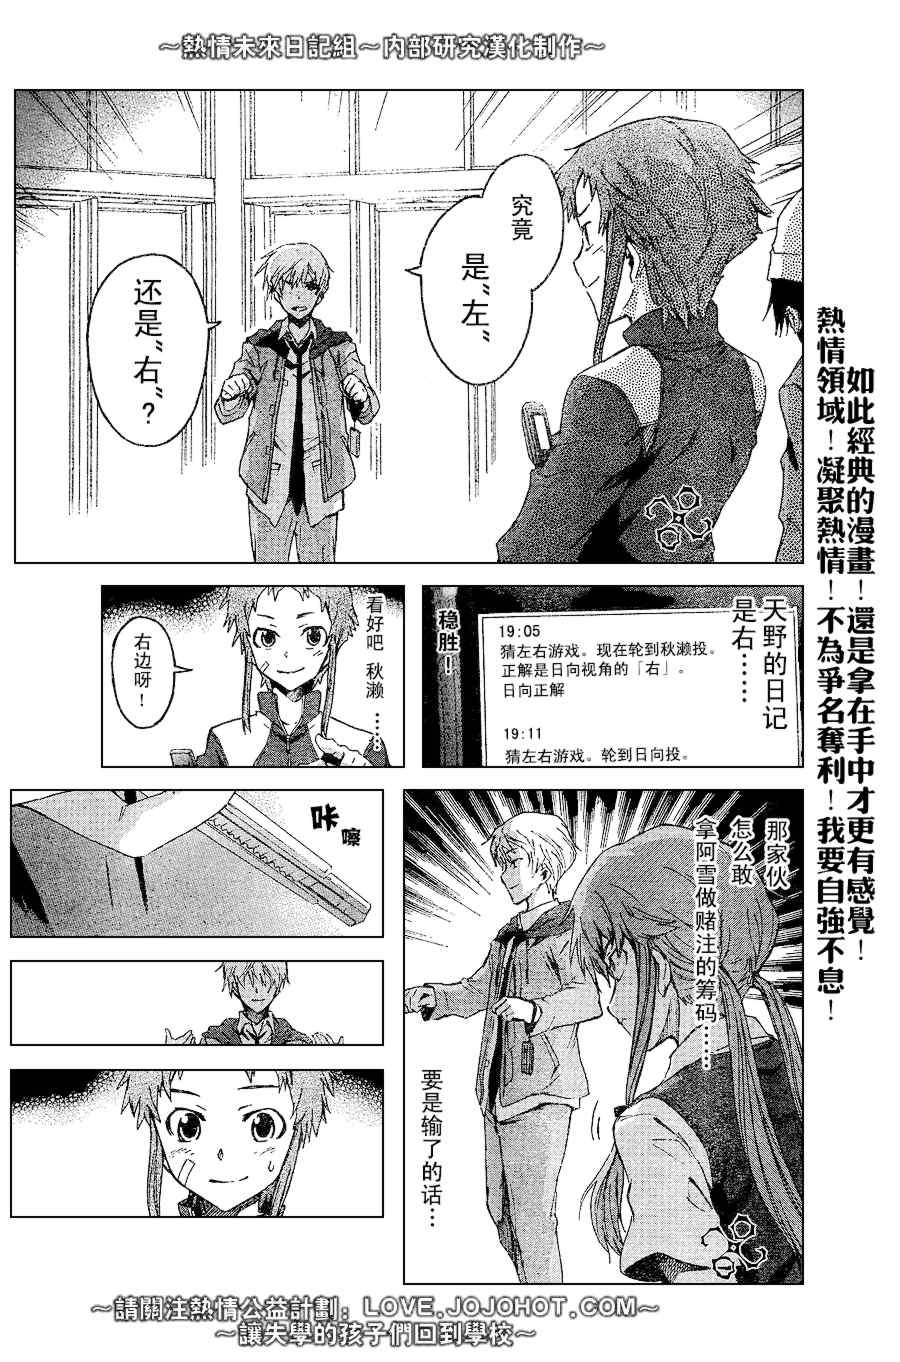 ～熱情未來日記組～內部研究漢化制作～
究竟
是〝左〞
还是〝右〞？
天野的日记
是右……
19:05
猜左右游戏。现在轮到秋濑投。
正解是日向视角的「右」。
日向正解
19:11
猜左右游戏。轮到日向投。
稳胜！
看好吧 秋濑……
右边呀！
那家伙
怎么敢
拿阿雪做赌注的筹码……
要是输了的话…
咔嚓
如此經典的漫畫！還是拿在手中才更有感覺！
熱情領域！凝聚熱情！不為爭名奪利！我要自強不息！
～請關注熱情公益計劃：LOVE.JOJOHOT.COM～
～讓失學的孩子們回到學校～